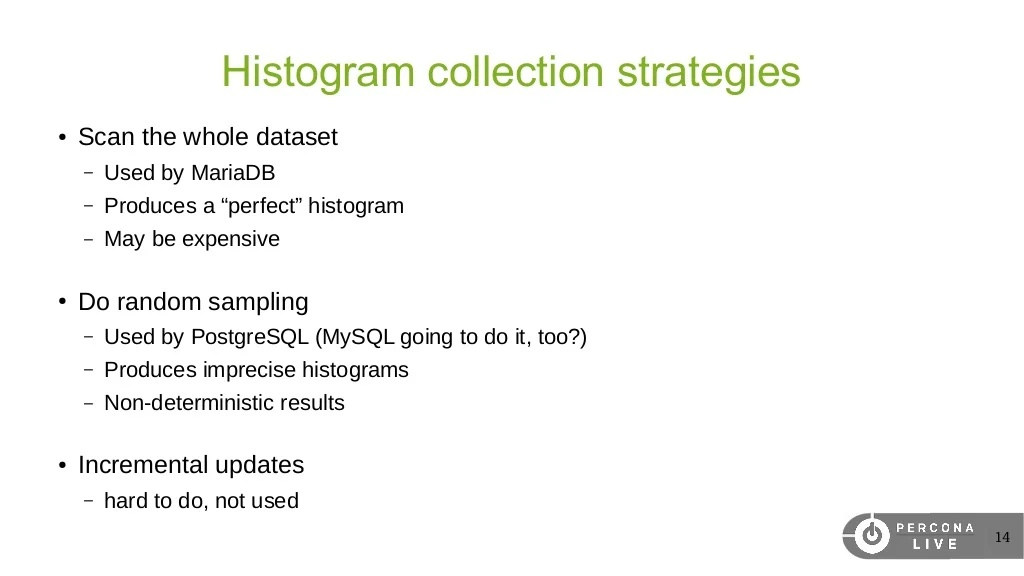 Histogram collection strategies
• Scan the whole dataset
– Used by MariaDB
– Produces a “perfect” histogram
– May be expensive
• Do random sampling
– Used by PostgreSQL (MySQL going to do it, too?)
– Produces imprecise histograms
– Non-deterministic results
• Incremental updates
– hard to do, not used
PERCONA
LIVE
14